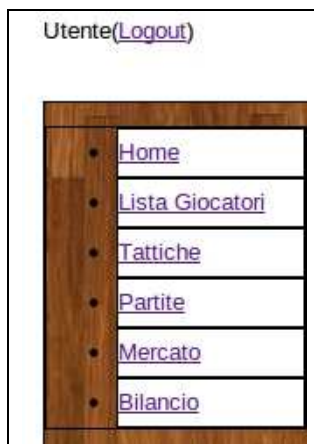 Utente(Logout)
Home
Lista Giocatori
Tattiche
Partite
Mercato
Bilancio